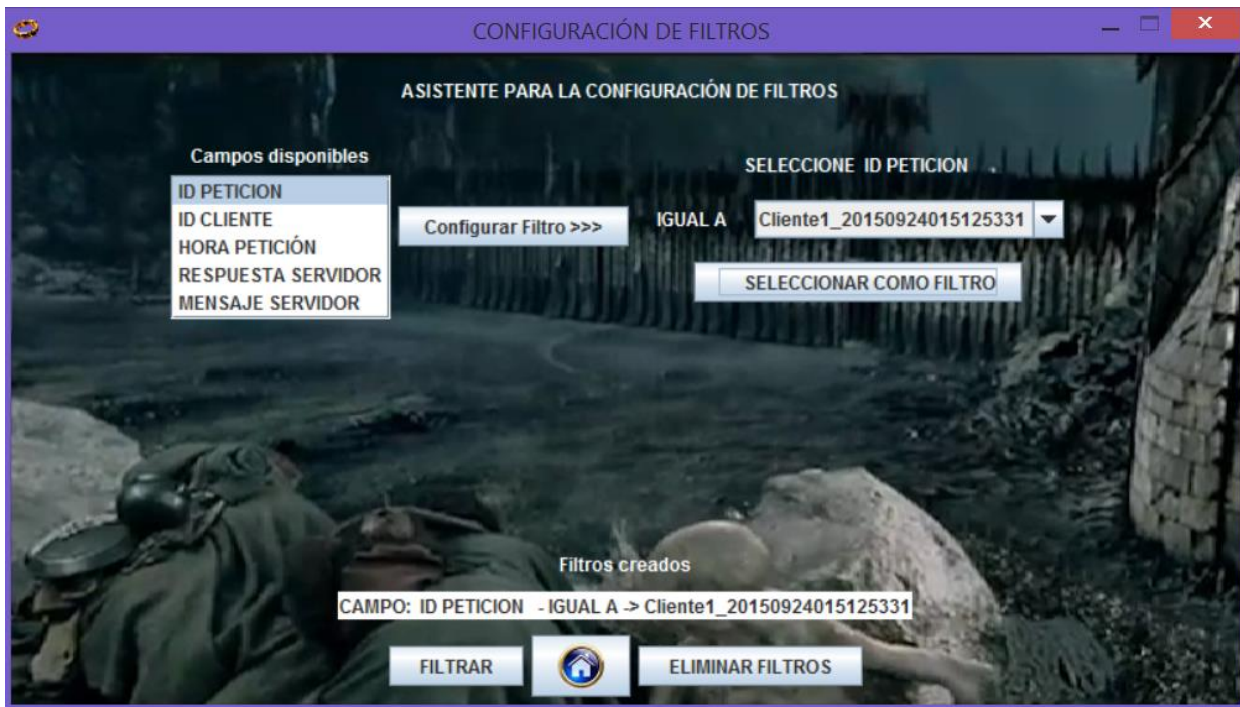 CONFIGURACIÓN DE FILTROS
ASISTENTE PARA LA CONFIGURACIÓN DE FILTROS
Campos disponibles
ID PETICION
ID CLIENTE
HORA PETICIÓN
RESPUESTA SERVIDOR
MENSAJE SERVIDOR
Configurar Filtro >>>
SELECCIONE ID PETICION
IGUAL A Cliente1_20150924015125331
SELECCIONAR COMO FILTRO
Filtros creados
CAMPO: ID PETICION - IGUAL A -> Cliente1_20150924015125331
FILTRAR
ELIMINAR FILTROS